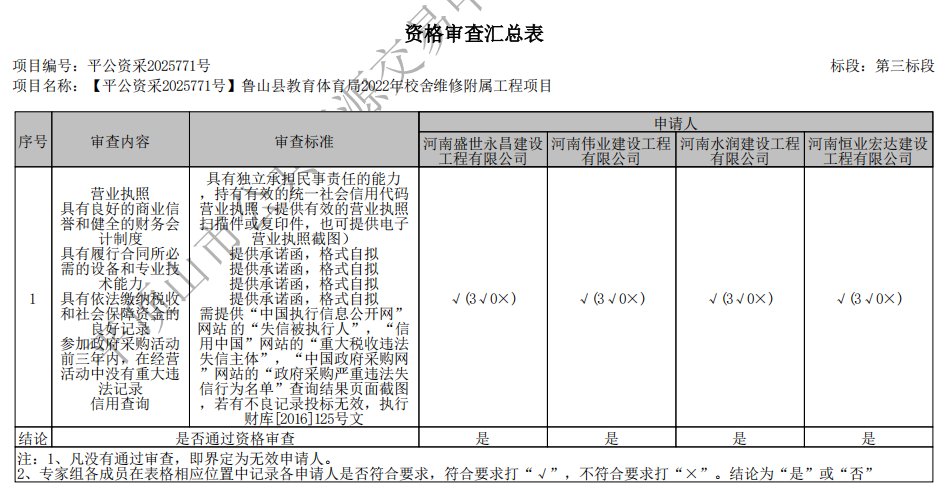 资格审查汇总表
项目编号：平公资采2025771号
标段：第三标段
项目名称：【平公资采2025771号】鲁山县教育体育局2022年校舍维修附属工程项目
序号
审查内容
审查标准
申请人
河南盛世永昌建设
工程有限公司
河南伟业建设工程
有限公司
河南水润建设工程
有限公司
河南恒业宏达建设
工程有限公司
1
营业执照
具有良好的商业信
誉和健全的财务会
计制度
具有履行合同所必
需的设备和专业技
术能力
具有依法缴纳税收
和社会保障资金的
良好记录
参加政府采购活动
前三年内，在经营
活动中没有重大违
法记录
信用查询
具有独立承担民事责任的能力
，持有有效的统一社会信用代码
营业执照（提供有效的营业执照
扫描件或复印件，也可提供电子
营业执照截图）
提供承诺函，格式自拟
提供承诺函，格式自拟
提供承诺函，格式自拟
提供承诺函，格式自拟
需提供“中国执行信息公开网”
网站的“失信被执行人”，“信
用中国”网站的“重大税收违法
失信主体”，“中国政府采购网
”网站的“政府采购严重违法失
信行为名单”查询结果页面截图
，若有不良记录投标无效，执行
财库[2016]125号文
√(3√0×)
√(3√0×)
√(3√0×)
√(3√0×)
结论
是否通过资格审查
是
是
是
是
注：1、凡没有通过审查，即界定为无效申请人。
2、专家组各成员在表格相应位置中记录各申请人是否符合要求，符合要求打“√”，不符合要求打“×”。结论为“是”或“否”